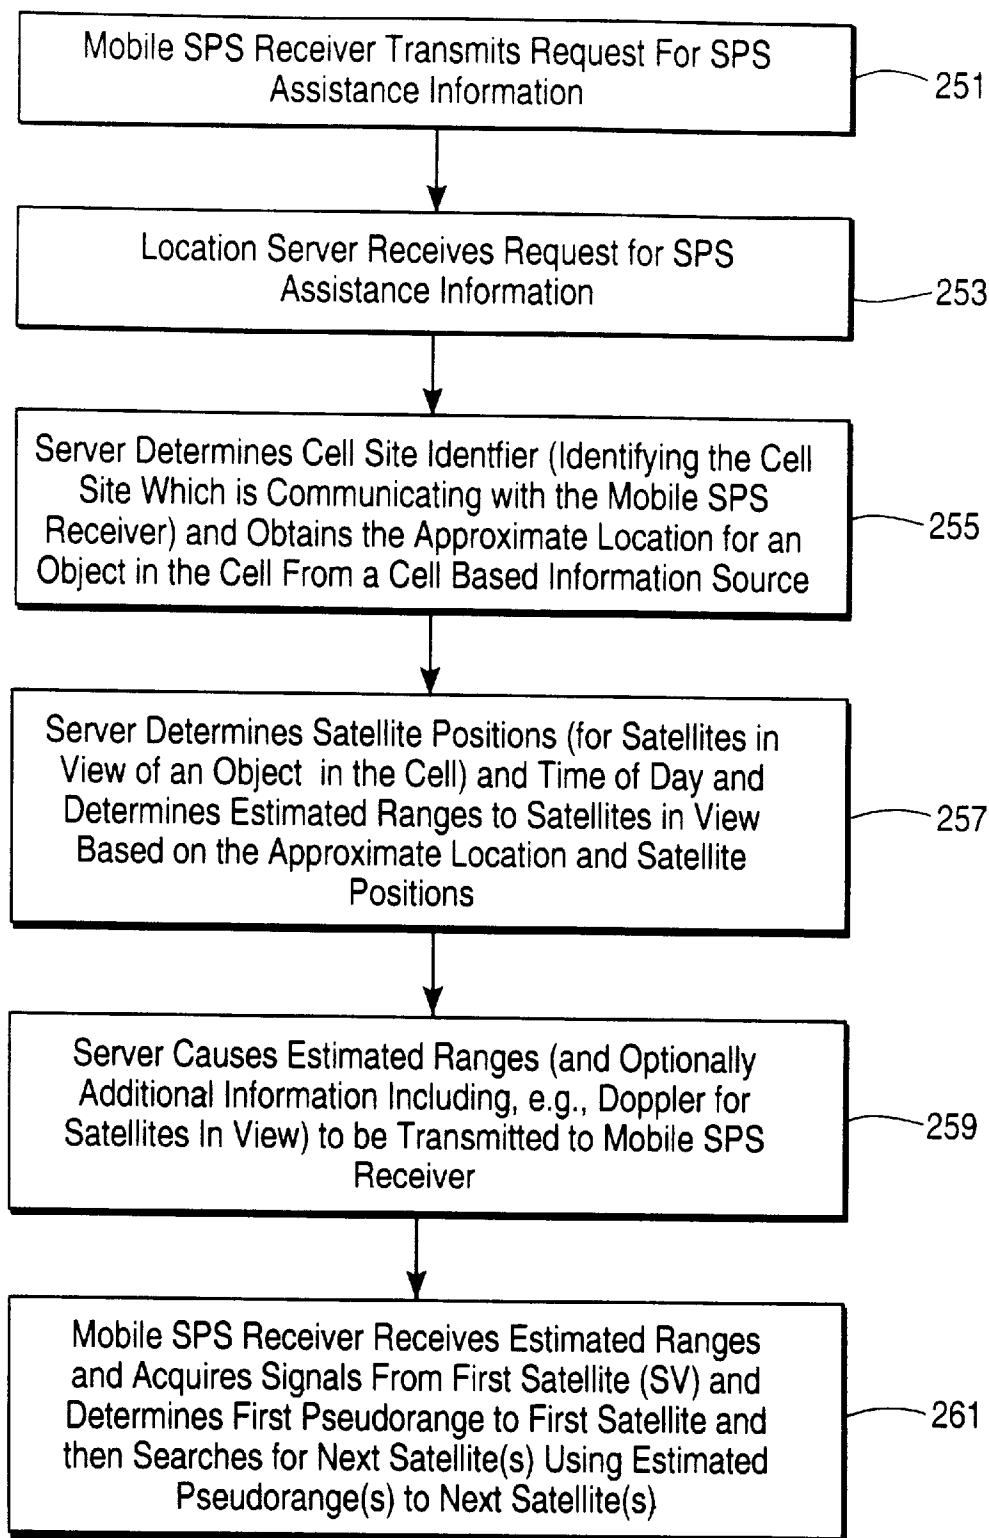 Mobile SPS Receiver Transmits Request For SPS
Assistance Information
251
Location Server Receives Request for SPS
Assistance Information
253
Server Determines Cell Site Identfier (Identifying the Cell
Site Which is Communicating with the Mobile SPS
Receiver) and Obtains the Approximate Location for an
Object in the Cell From a Cell Based Information Source
255
Server Determines Satellite Positions (for Satellites in
View of an Object in the Cell) and Time of Day and
Determines Estimated Ranges to Satellites in View
Based on the Approximate Location and Satellite
Positions
257
Server Causes Estimated Ranges (and Optionally
Additional Information Including, e.g., Doppler for
Satellites In View) to be Transmitted to Mobile SPS
Receiver
259
Mobile SPS Receiver Receives Estimated Ranges
and Acquires Signals From First Satellite (SV) and
Determines First Pseudorange to First Satellite and
then Searches for Next Satellite(s) Using Estimated
Pseudorange(s) to Next Satellite(s)
261